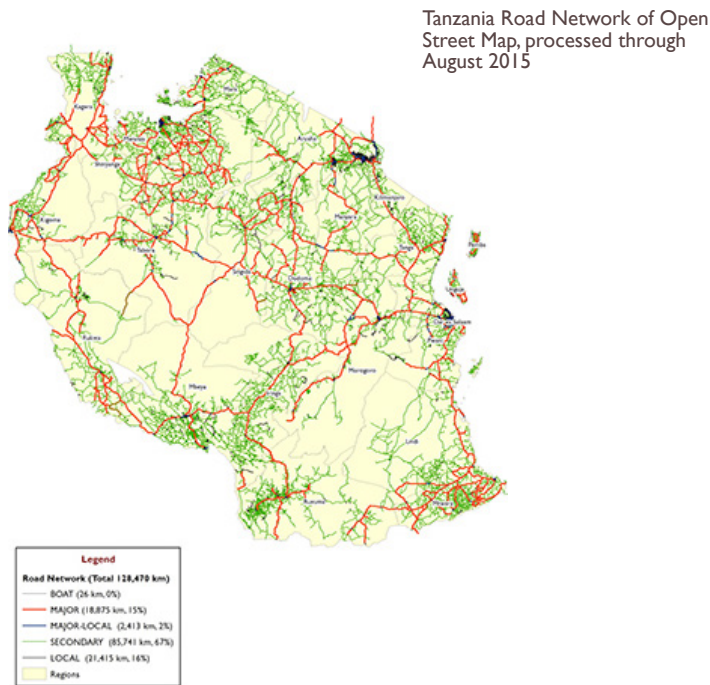 Tanzania Road Network of Open
Street Map, processed through
August 2015
Kagera
Mara
Mwanza
Shinyanga
Arusha
Kilimanjaro
Kigoma
Manyara
Tabora
Tanga
Pemba
Singida
Dodoma
Unguja
Dar es Salaam
Pwani
Rukwa
Morogoro
Mbeya
Iringa
Lindi
Ruvuma
Mtwara
Legend
Road Network (Total 128,470 km)
BOAT (26 km, 0%)
MAJOR (18,875 km, 15%)
MAJOR-LOCAL (2,413 km, 2%)
SECONDARY (85,741 km, 67%)
LOCAL (21,415 km, 16%)
Regions